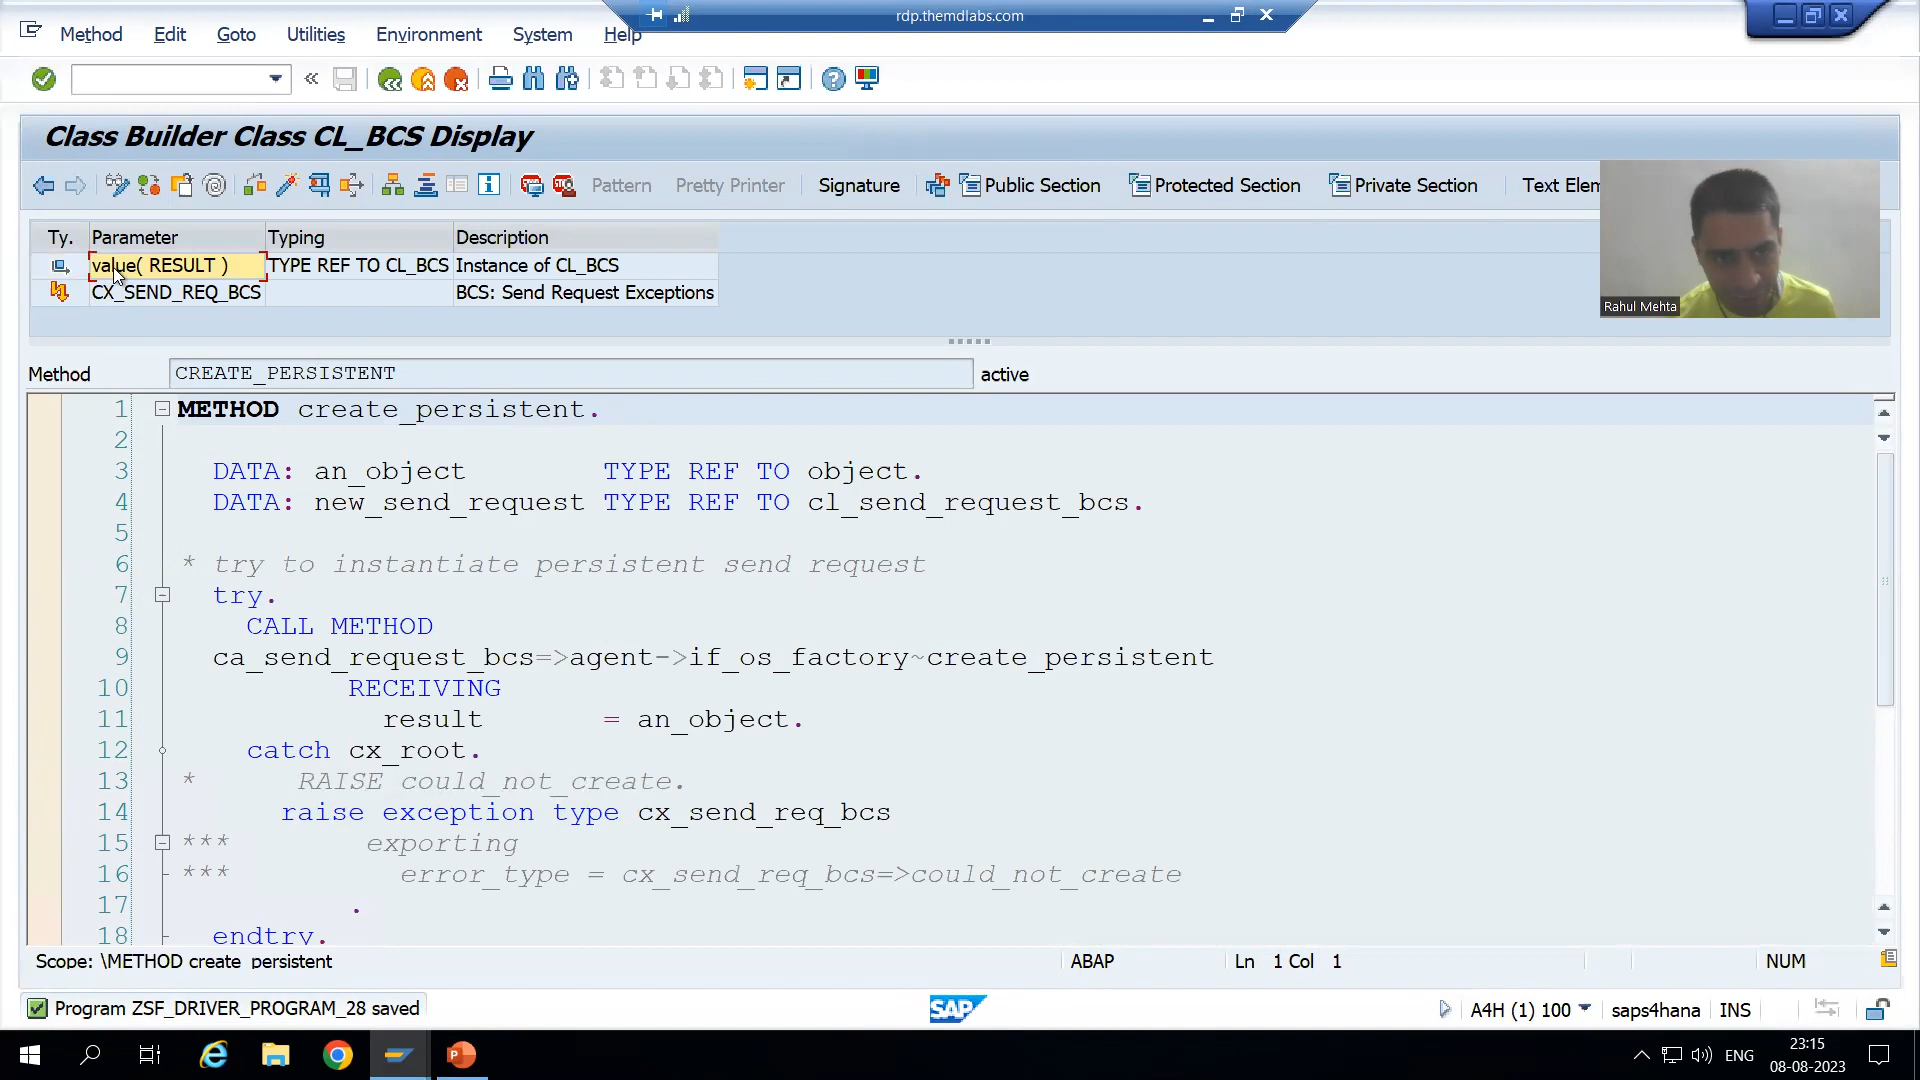 rdp.themdlabs.com
Method Edit Goto Utilities Environment System Help
Class Builder Class CL_BCS Display
Pattern Pretty Printer Signature Public Section Protected Section Private Section Text Elem
Ty. Parameter Typing Description
value( RESULT ) TYPE REF TO CL_BCS Instance of CL_BCS
CX_SEND_REQ_BCS BCS: Send Request Exceptions
Rahul Mehta
Method CREATE_PERSISTENT active
1 METHOD create_persistent.
2
3 DATA: an_object TYPE REF TO object.
4 DATA: new_send_request TYPE REF TO cl_send_request_bcs.
5
6 * try to instantiate persistent send request
7 try.
8 CALL METHOD
9 ca_send_request_bcs=>agent->if_os_factory~create_persistent
10 RECEIVING
11 result = an_object.
12 catch cx_root.
13 * RAISE could_not_create.
14 raise exception type cx_send_req_bcs
15 *** exporting
16 *** error_type = cx_send_req_bcs=>could_not_create
17 .
18 endtry.
Scope: \METHOD create_persistent ABAP Ln 1 Col 1 NUM
Program ZSF_DRIVER_PROGRAM_28 saved SAP A4H (1) 100 saps4hana INS
ENG 23:15
08-08-2023